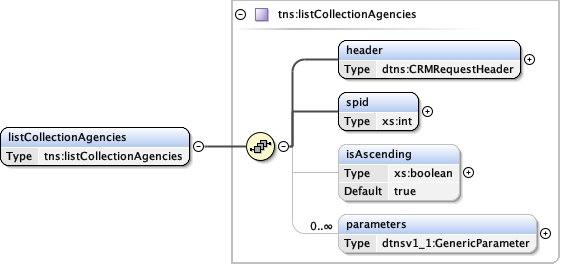 tns:listCollectionAgencies
header
Type dtns:CRMRequestHeader
spid
Type xs:int
listCollectionAgencies
Type tns:listCollectionAgencies
isAscending
Type xs:boolean
Default true
0..∞
parameters
Type dtnsv1_1:GenericParameter